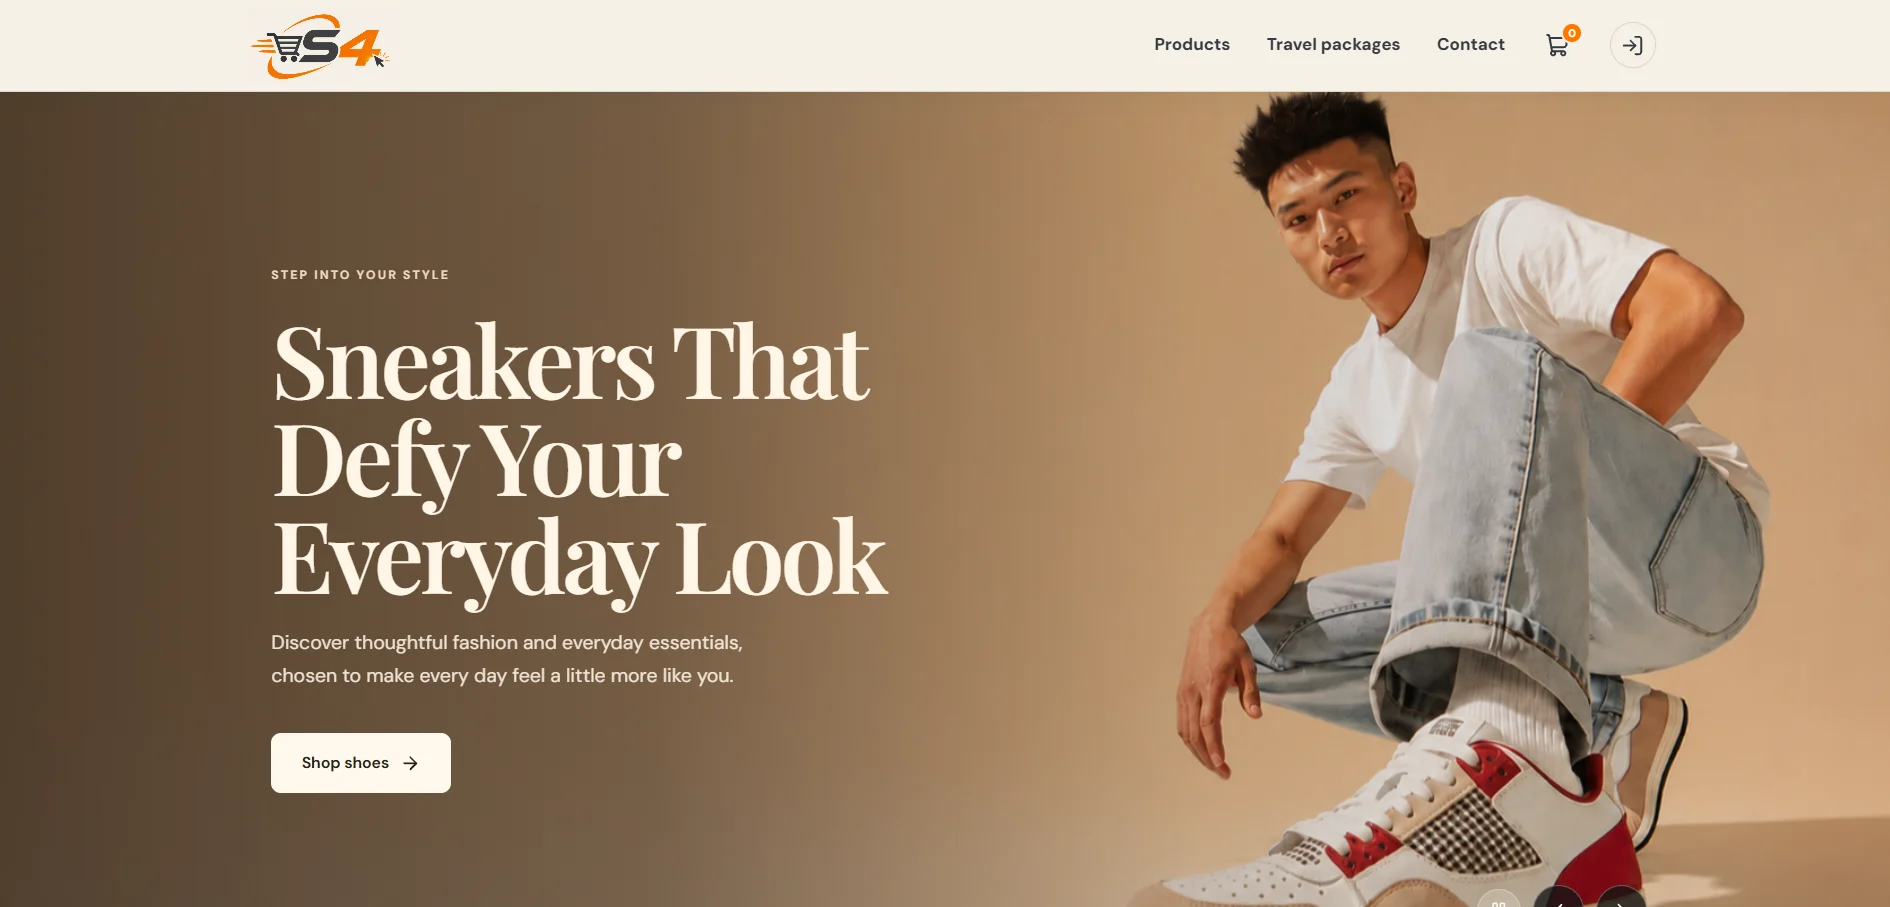 S4
Products
Travel packages
Contact
0
STEP INTO YOUR STYLE
Sneakers That
Defy Your
Everyday Look
Discover thoughtful fashion and everyday essentials,
chosen to make every day feel a little more like you.
Shop shoes